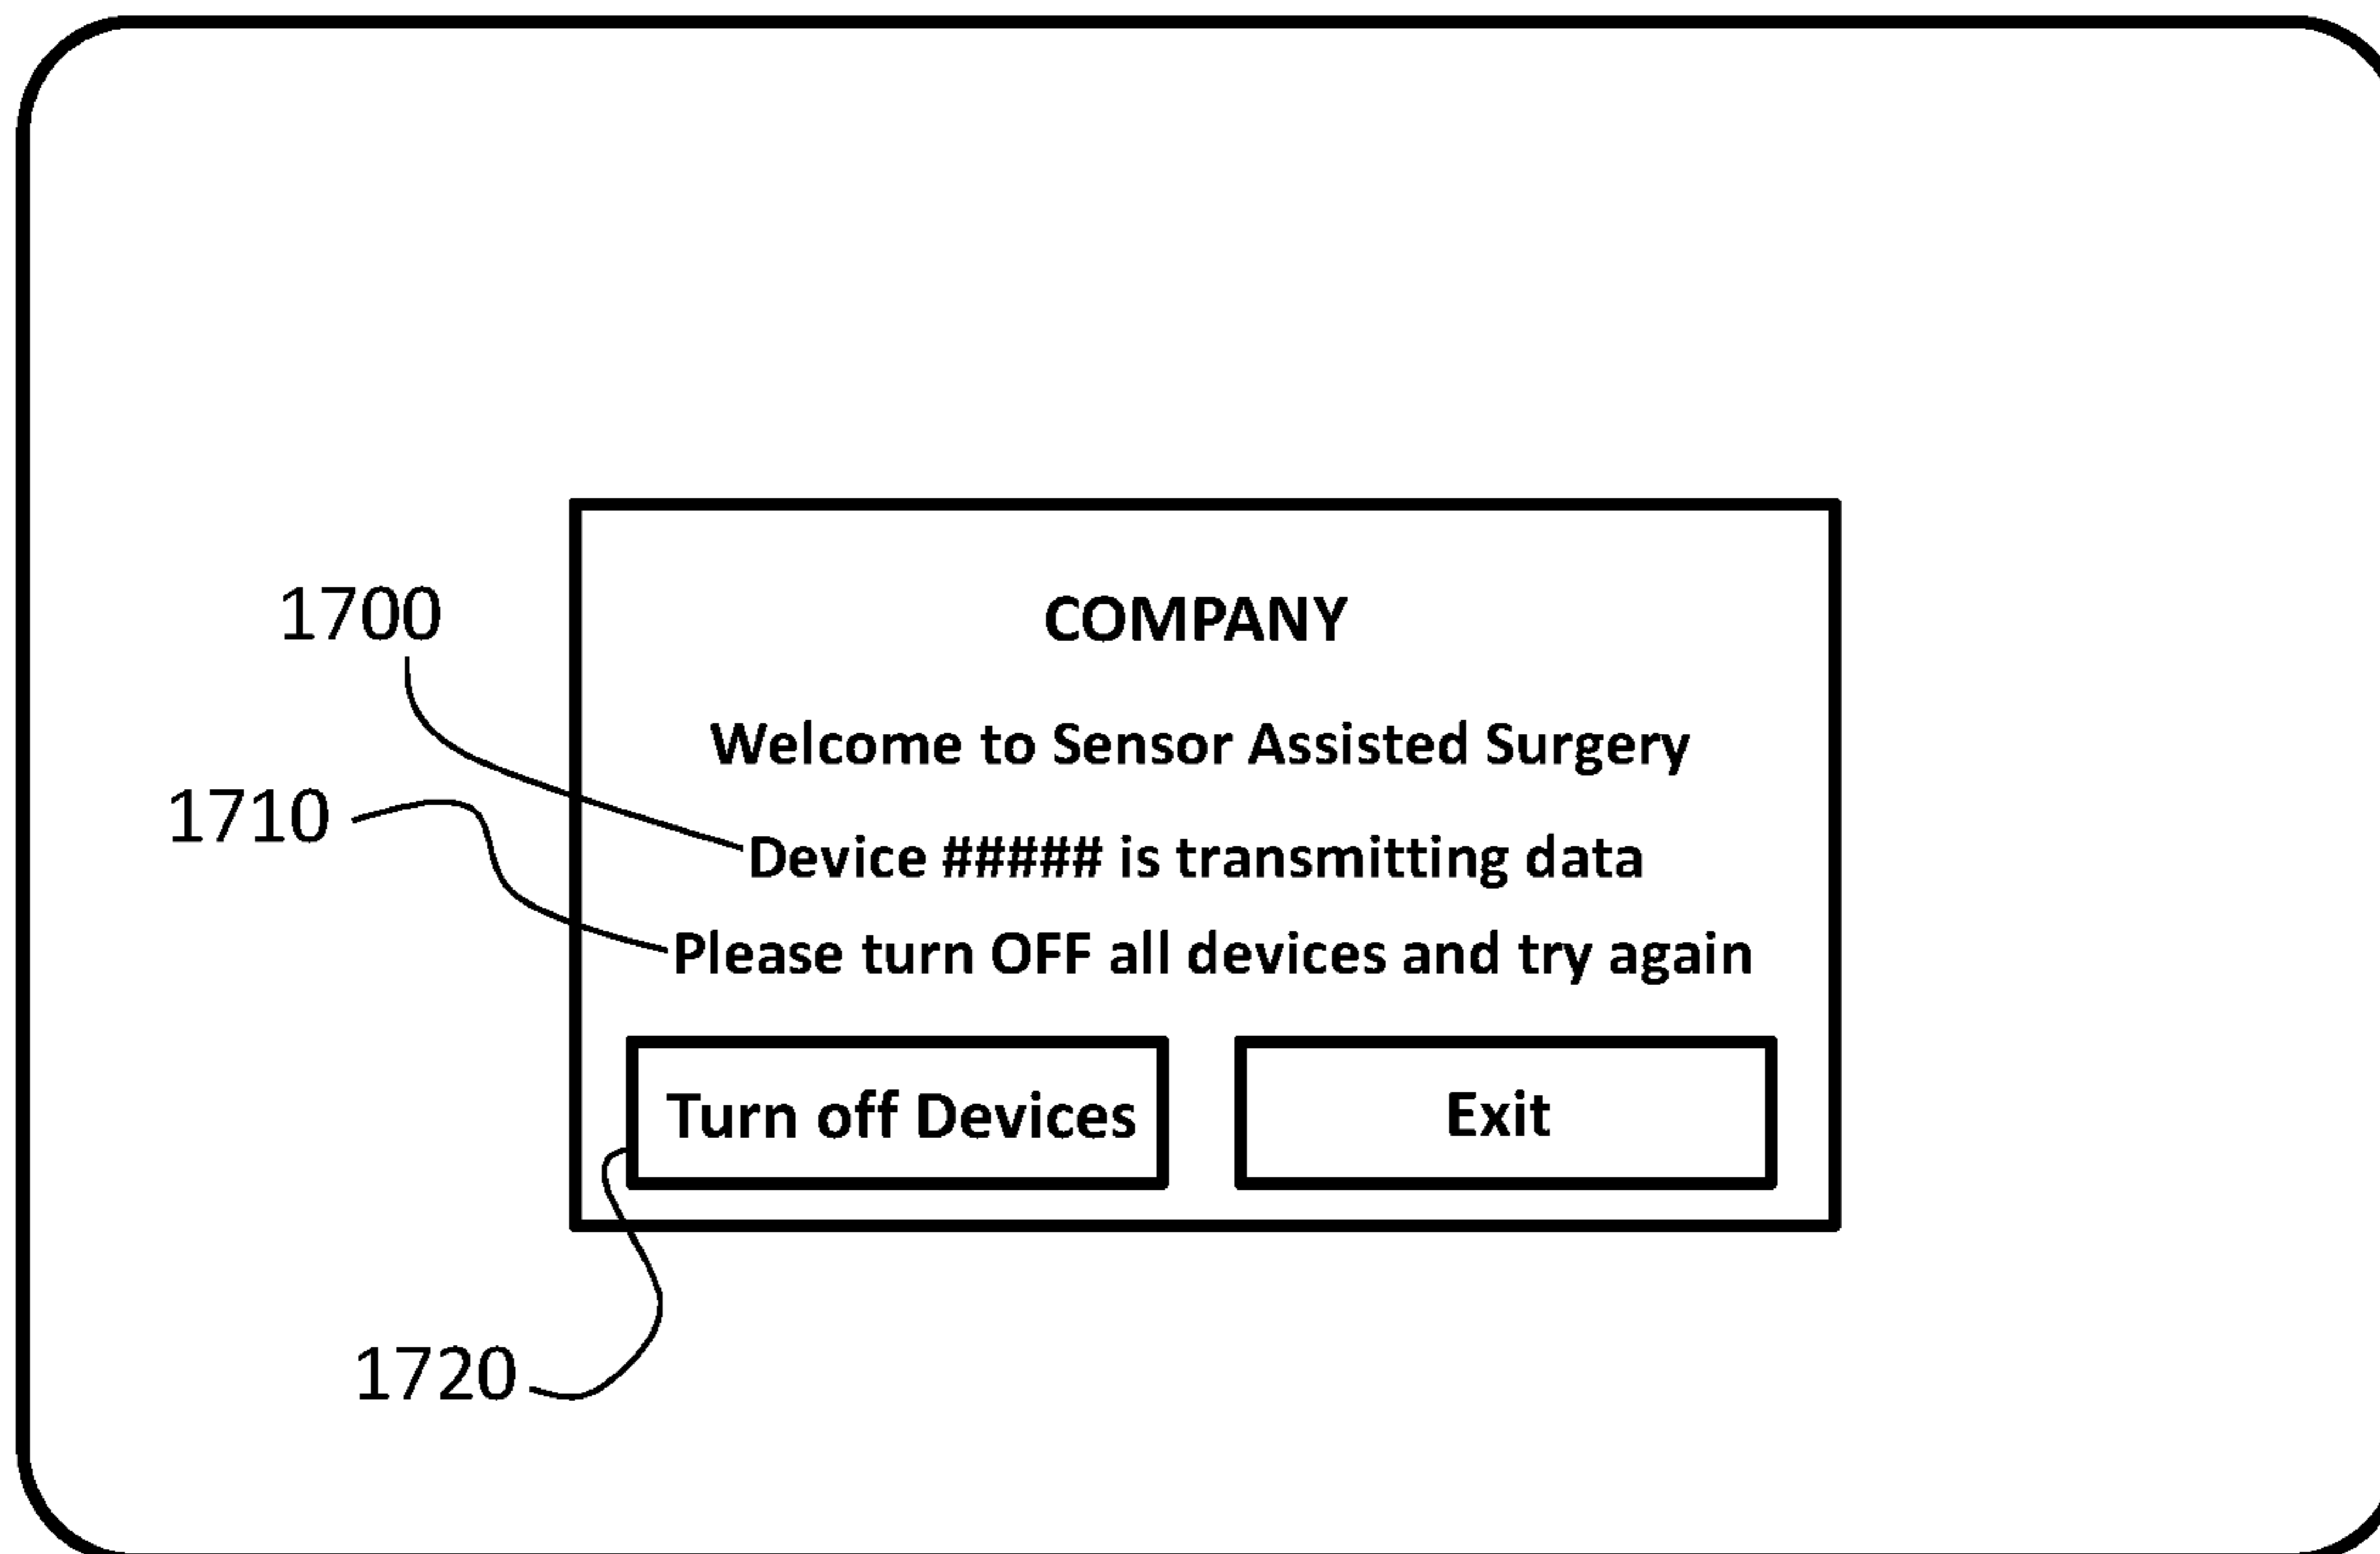 COMPANY
1700
Welcome to Sensor Assisted Surgery
1710
Device ##### is transmitting data
Please turn OFF all devices and try again
Turn off Devices
Exit
1720